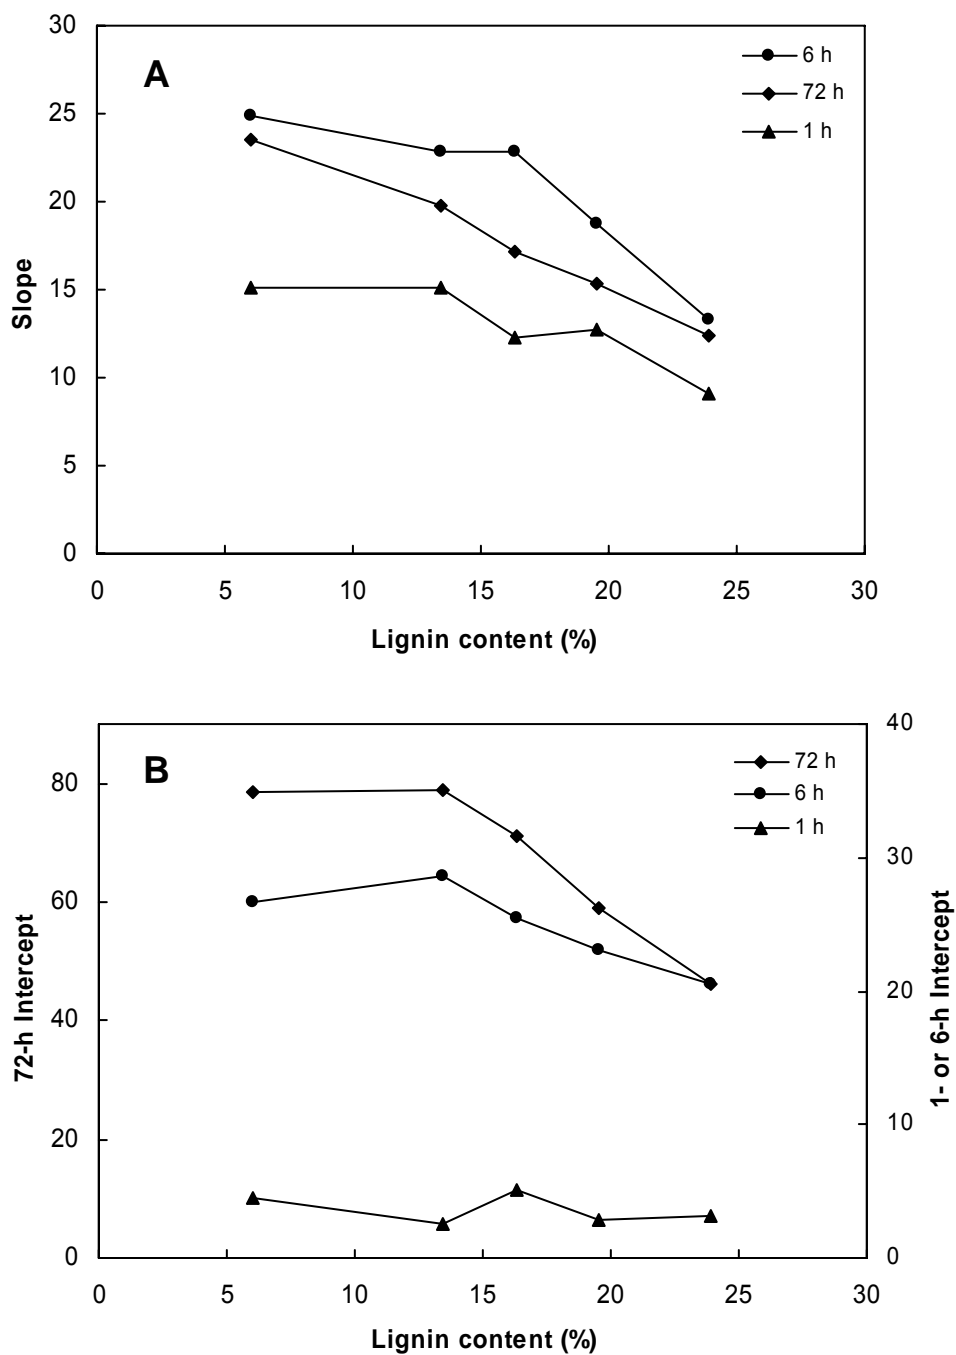 30
A
6 h
72 h
1 h
25
20
15
10
5
0
Slope
0 5 10 15 20 25 30
Lignin content (%)
B
72 h
6 h
1 h
80
60
40
20
0
72-h Intercept
40
30
20
10
0
1- or 6-h Intercept
0 5 10 15 20 25 30
Lignin content (%)